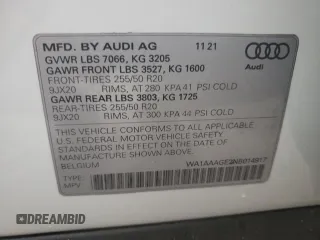 MFD. BY AUDI AG 11 21
GVWR LBS 7066, KG 3205
GAWR FRONT LBS 3527, KG 1600
FRONT-TIRES 255/50 R20
9JX20 RIMS, AT 280 KPA 41 PSI COLD
GAWR REAR LBS 3803, KG 1725
REAR-TIRES 255/50 R20
9JX20 RIMS, AT 300 KPA 44 PSI COLD
THIS VEHICLE CONFORMS TO ALL APPLICABLE
U.S. FEDERAL MOTOR VEHICLE SAFETY
STANDARDS IN EFFECT ON THE DATE OF
MANUFACTURE SHOWN ABOVE.
BELGIUM
TYPE:
MPV
Audi
DREAMBID
DREAMBID.COM